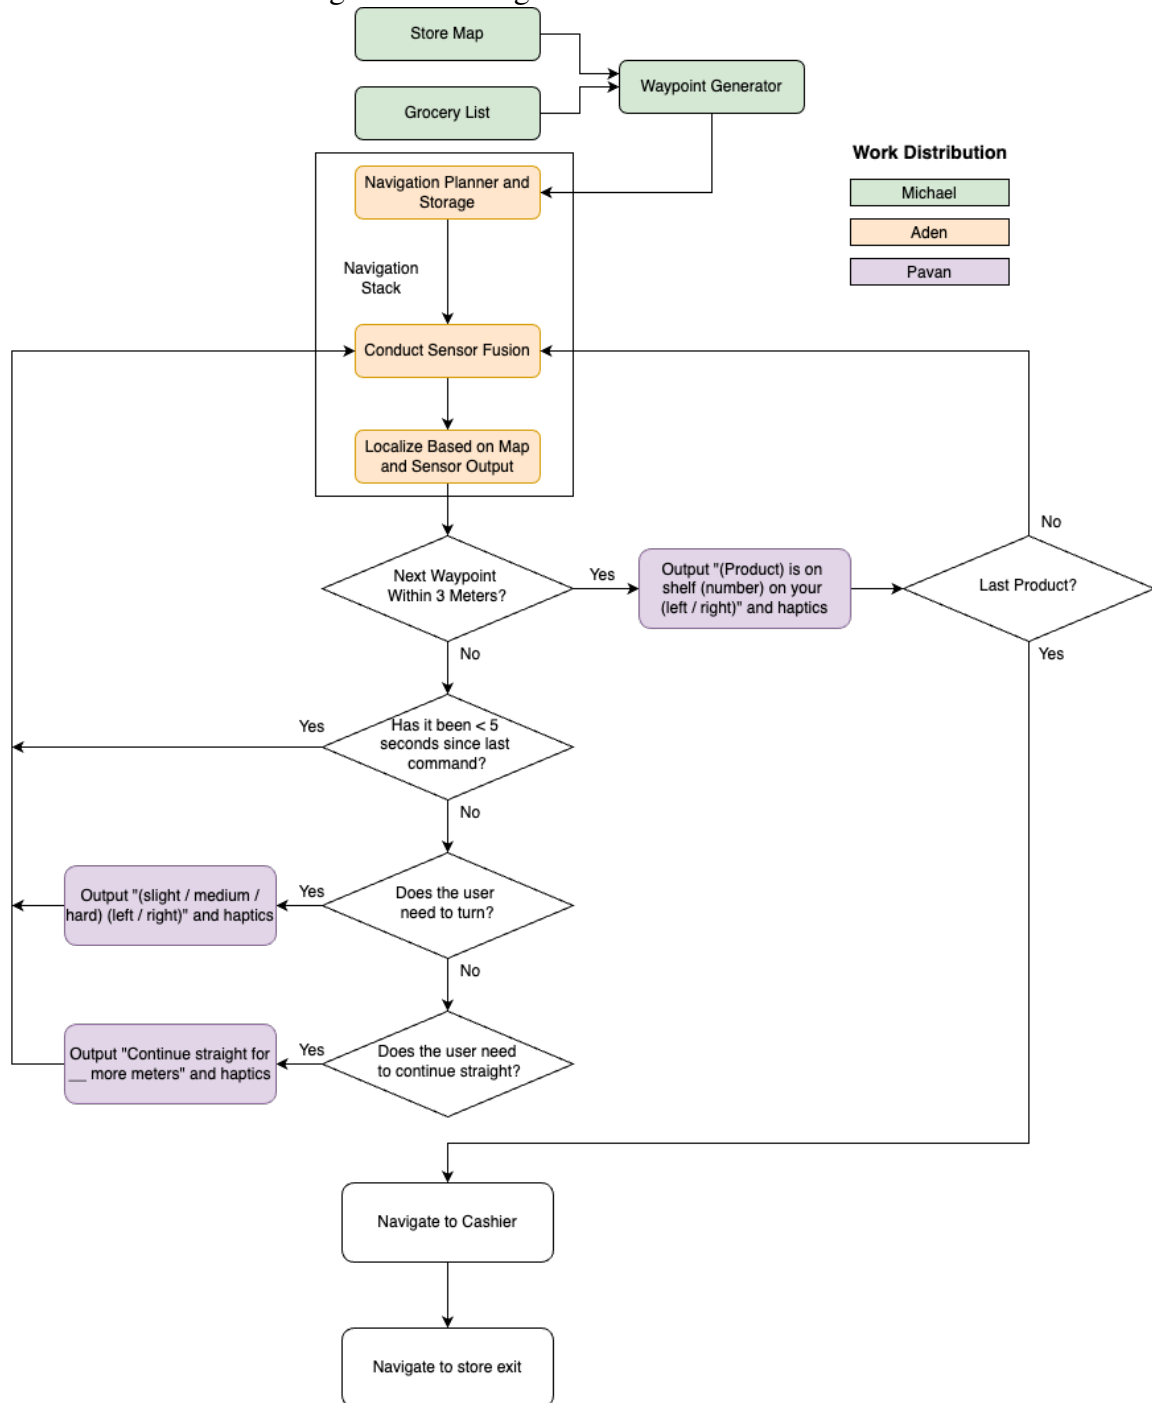 Store Map
Grocery List
Waypoint Generator
Work Distribution
Michael
Aden
Pavan
Navigation Planner and
Storage
Navigation
Stack
Conduct Sensor Fusion
Localize Based on Map
and Sensor Output
Next Waypoint
Within 3 Meters?
Yes
Output "(Product) is on
shelf (number) on your
(left / right)" and haptics
Last Product?
No
Yes
No
Has it been < 5
seconds since last
command?
Yes
No
Does the user
need to turn?
Yes
Output "(slight / medium /
hard) (left / right)" and haptics
No
Does the user need
to continue straight?
Yes
Output "Continue straight for
__ more meters" and haptics
Navigate to Cashier
Navigate to store exit